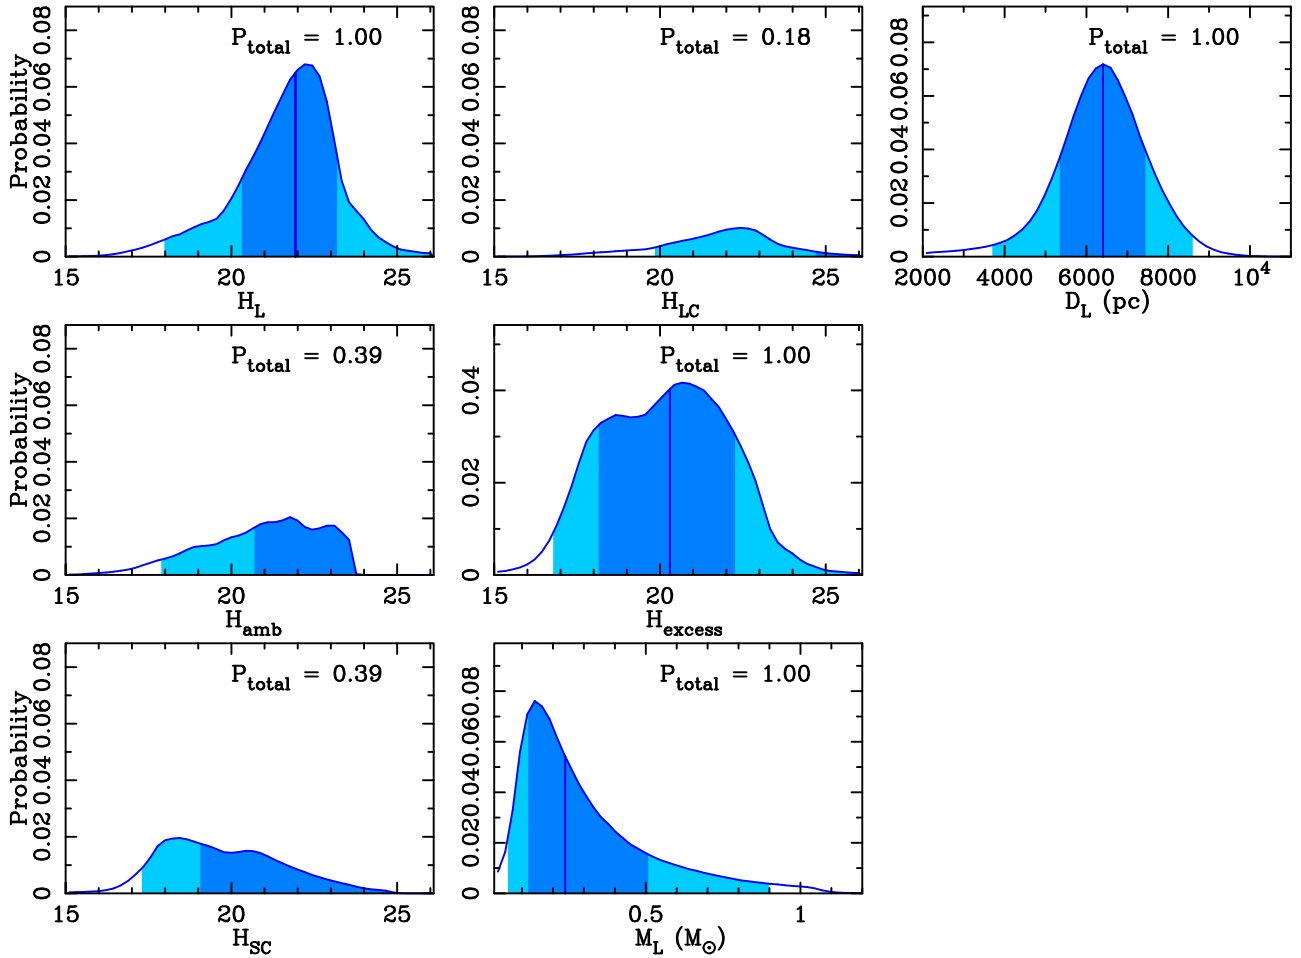 P_total = 1.00
Probability
0 0.02 0.04 0.06 0.08
15 20 25
H_L
P_total = 0.18
0 0.02 0.04 0.06 0.08
15 20 25
H_LC
P_total = 1.00
0 0.02 0.04 0.06 0.08
2000 4000 6000 8000 10^4
D_L (pc)
P_total = 0.39
Probability
0 0.02 0.04 0.06 0.08
15 20 25
H_amb
P_total = 1.00
0 0.02 0.04
15 20 25
H_excess
P_total = 0.39
Probability
0 0.02 0.04 0.06 0.08
15 20 25
H_SC
P_total = 1.00
0 0.02 0.04 0.06 0.08
0.5 1
M_L (M_⊙)